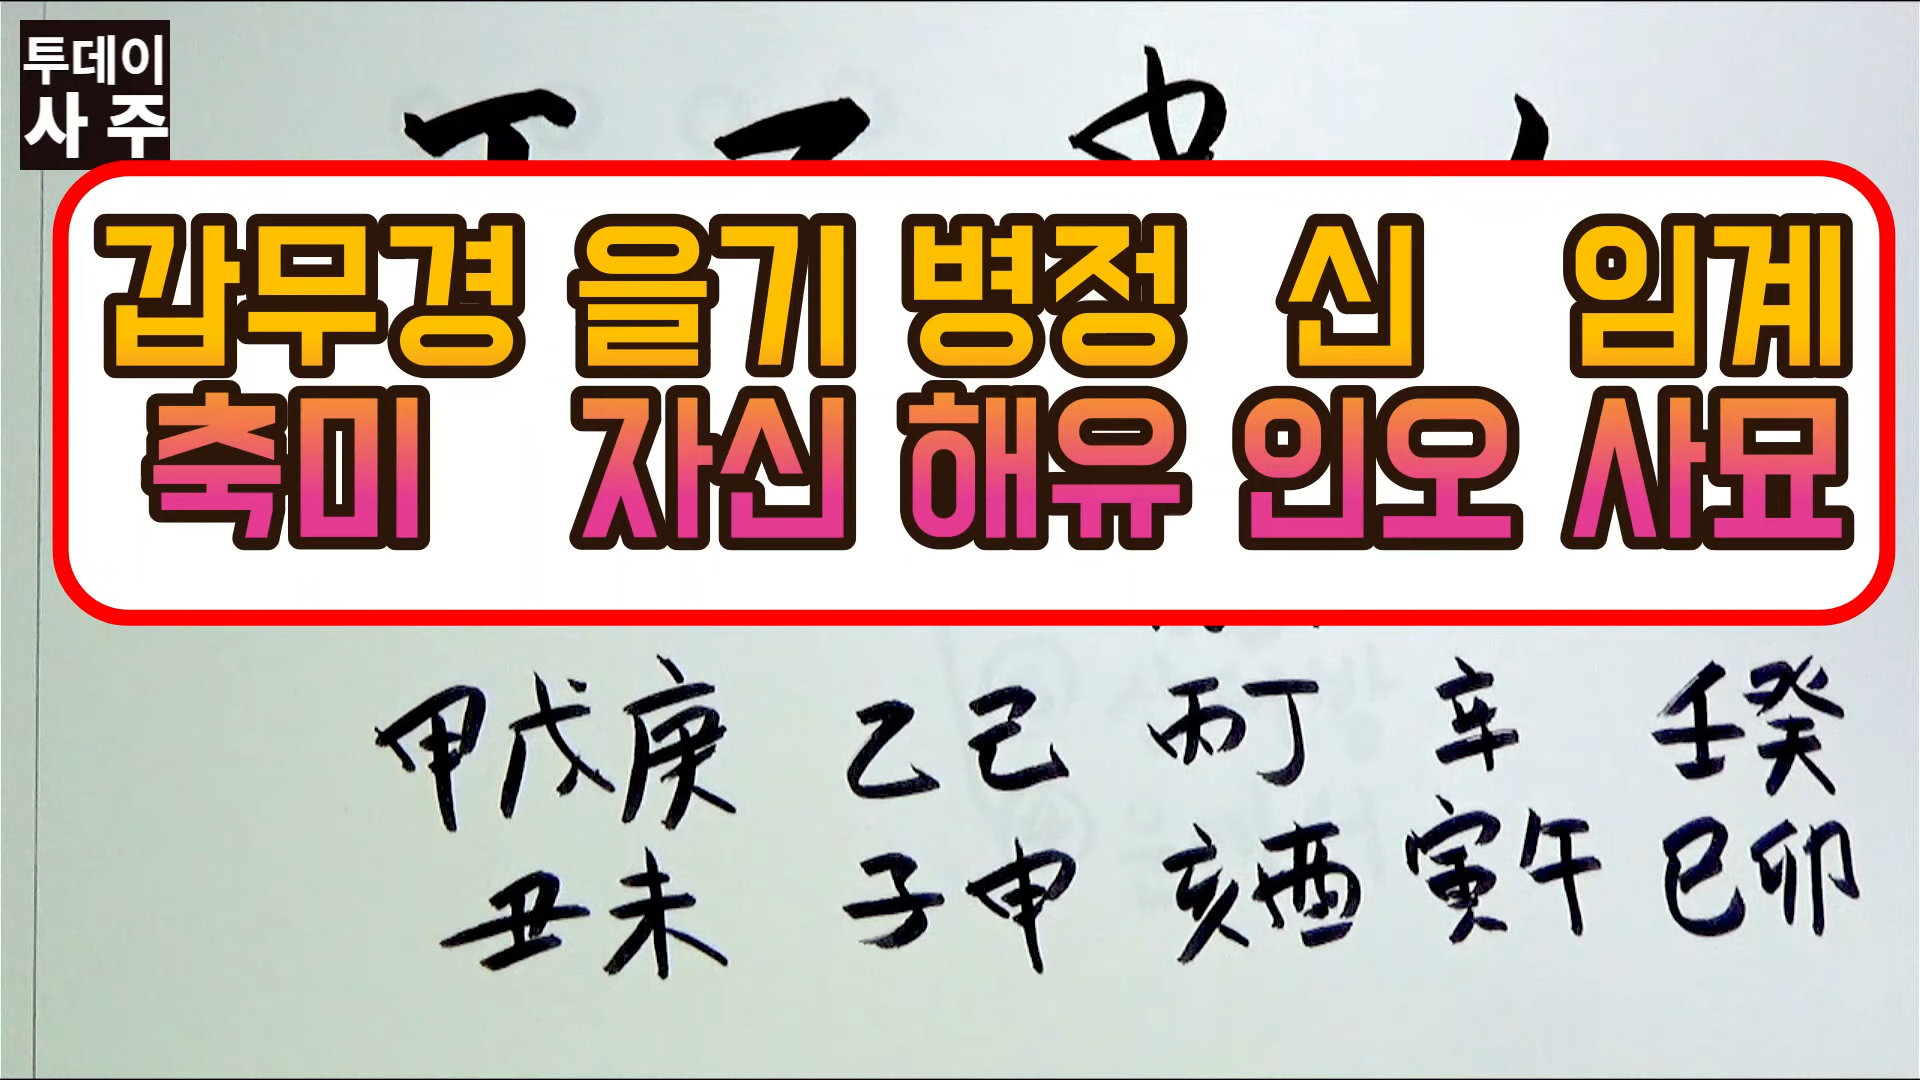 투데이
사 주
갑무경 을기 병정 신 임계
축미 자신 해유 인오 사묘
甲戊庚 乙己 丙丁 辛 壬癸
丑未 子申 亥酉 寅午 巳卯